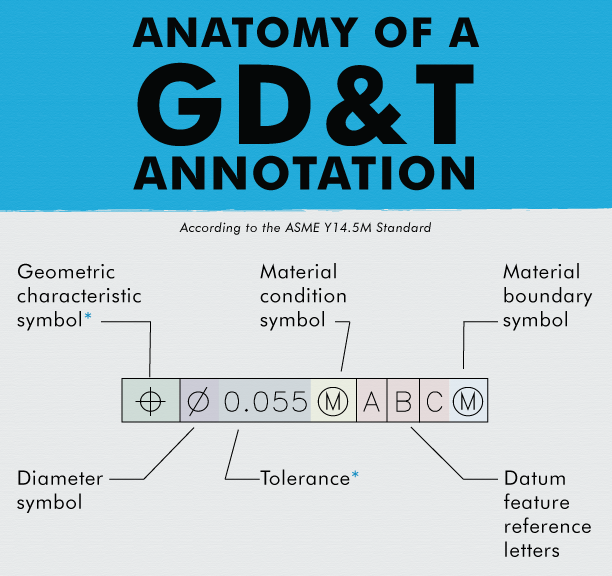 ANATOMY OF A
GD&T
ANNOTATION
According to the ASME Y14.5M Standard
Geometric
characteristic
symbol*
Material
condition
symbol
Material
boundary
symbol
⌖ ⌀ 0.055 Ⓜ A B C Ⓜ
Diameter
symbol
Tolerance*
Datum
feature
reference
letters